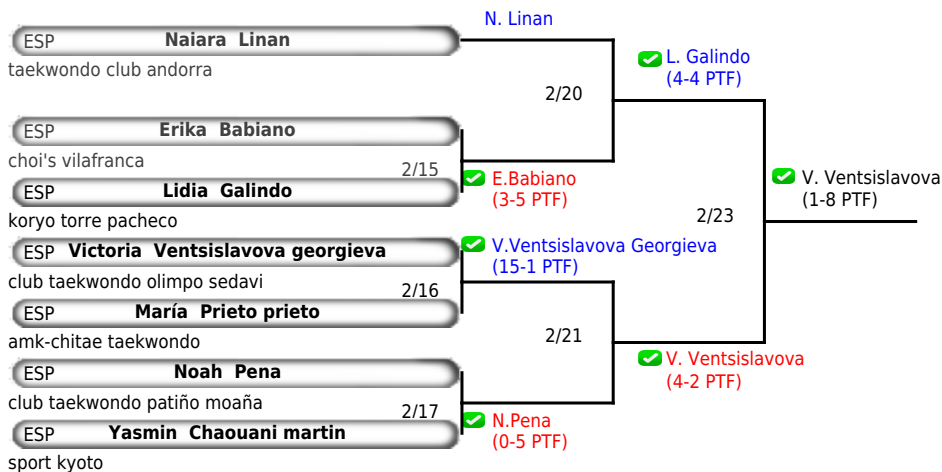 N. Linan
ESP Naiara Linan
taekwondo club andorra
L. Galindo
(4-4 PTF)
2/20
ESP Erika Babiano
choi's vilafranca
2/15
E.Babiano
(3-5 PTF)
V. Ventsislavova
(1-8 PTF)
ESP Lidia Galindo
koryo torre pacheco
2/23
ESP Victoria Ventsislavova georgieva
V.Ventsislavova Georgieva
(15-1 PTF)
club taekwondo olimpo sedavi
2/16
ESP María Prieto prieto
amk-chitae taekwondo
2/21
V. Ventsislavova
(4-2 PTF)
ESP Noah Pena
club taekwondo patiño moaña
2/17
N.Pena
(0-5 PTF)
ESP Yasmin Chaouani martin
sport kyoto